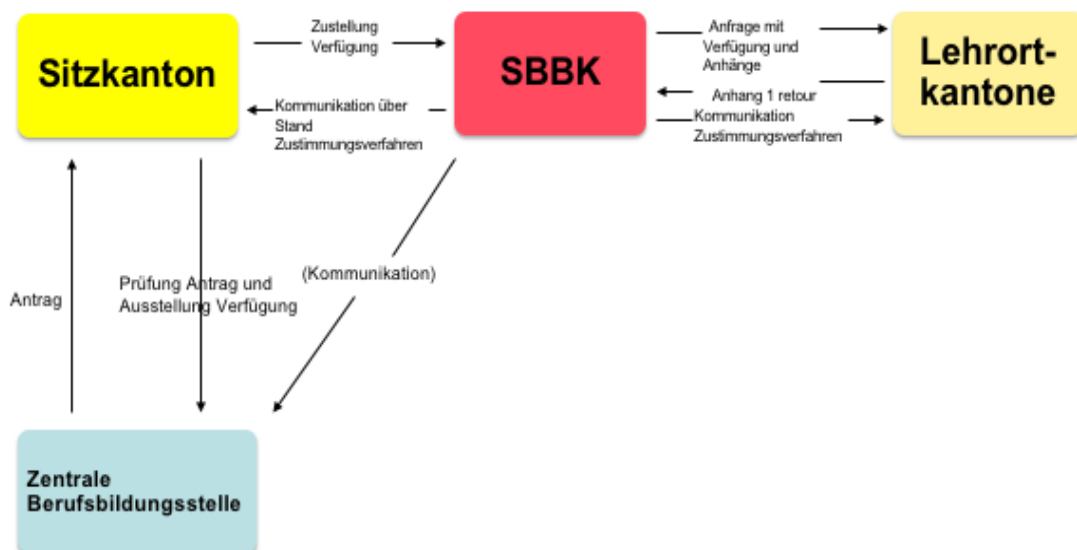 Sitzkanton
Zustellung
Verfügung
SBBK
Anfrage mit
Verfügung und
Anhänge
Lehrort-
kantone
Kommunikation über
Stand
Zustimmungsverfahren
Anhang 1 retour
Kommunikation
Zustimmungsverfahren
Antrag
Prüfung Antrag und
Ausstellung Verfügung
(Kommunikation)
Zentrale
Berufsbildungsstelle